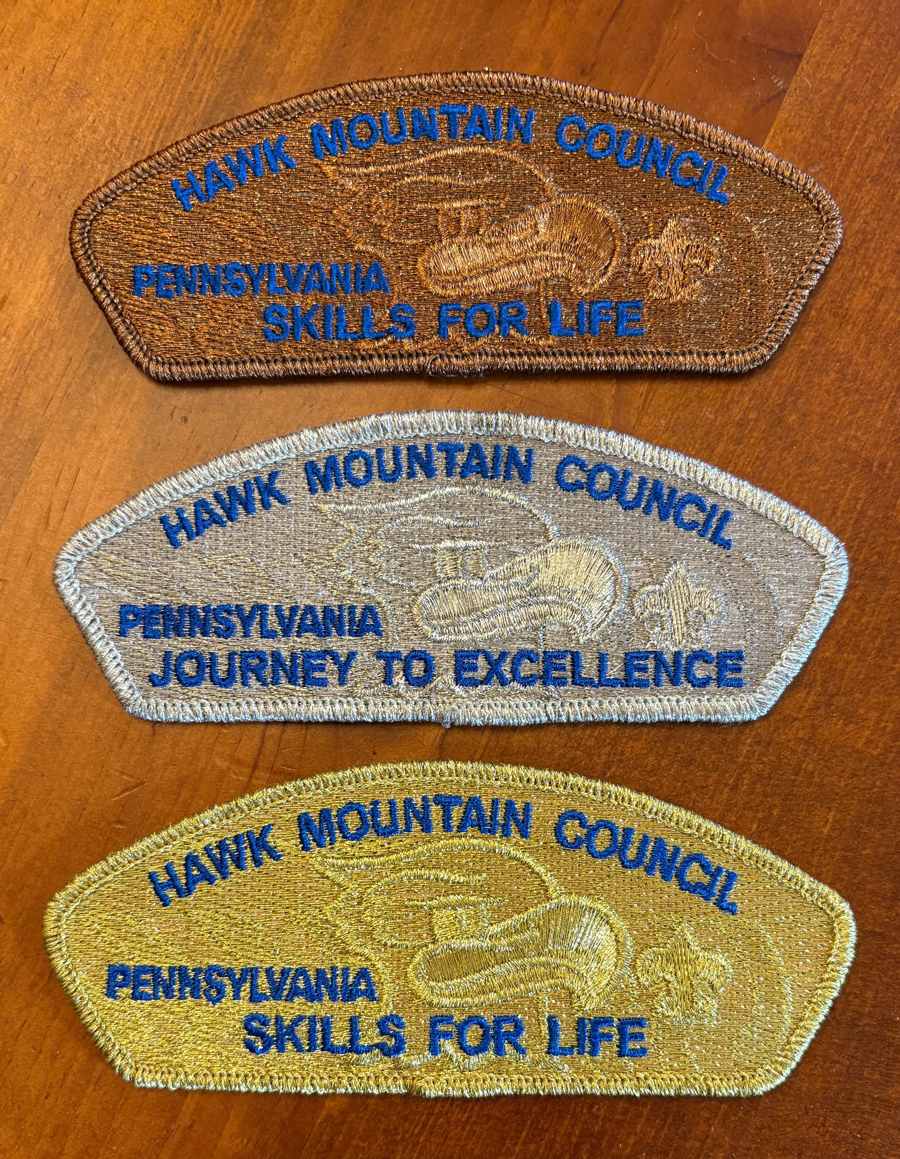 HAWK MOUNTAIN COUNCIL
PENNSYLVANIA
SKILLS FOR LIFE
HAWK MOUNTAIN COUNCIL
PENNSYLVANIA
JOURNEY TO EXCELLENCE
HAWK MOUNTAIN COUNCIL
PENNSYLVANIA
SKILLS FOR LIFE